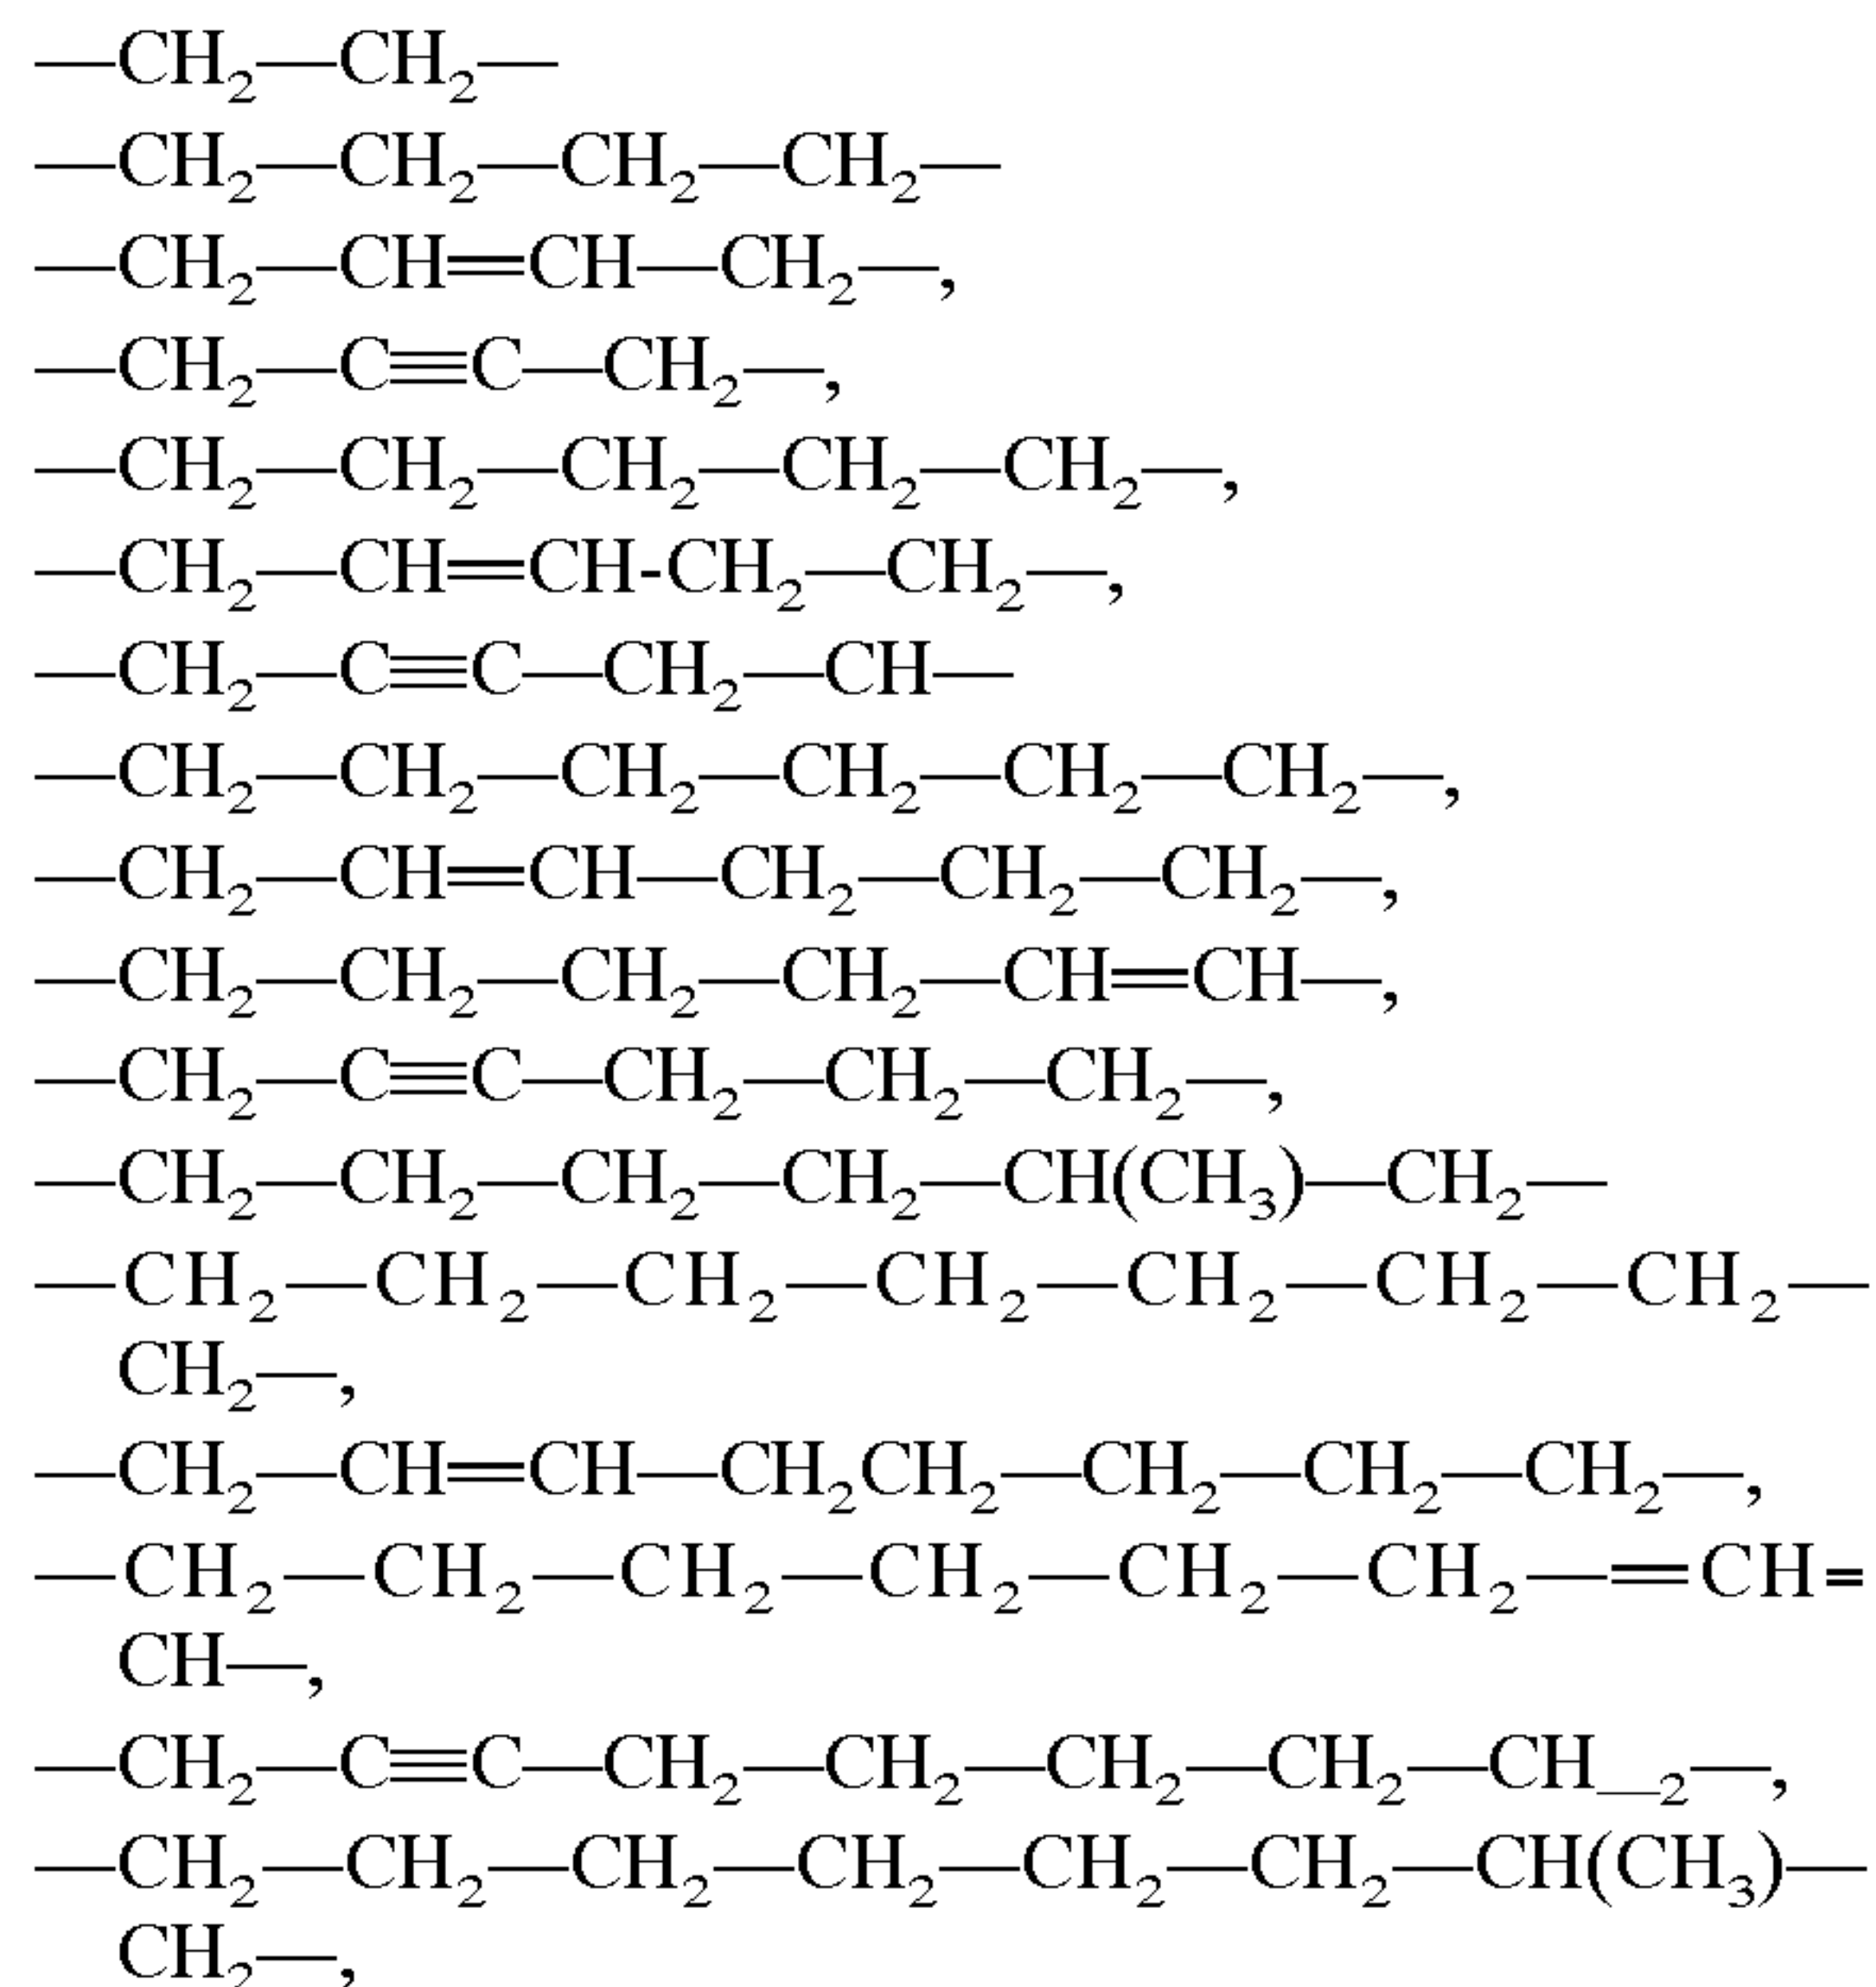 —CH₂—CH₂—
—CH₂—CH₂—CH₂—CH₂—
—CH₂—CH=CH—CH₂—,
—CH₂—C≡C—CH₂—,
—CH₂—CH₂—CH₂—CH₂—CH₂—,
—CH₂—CH=CH-CH₂—CH₂—,
—CH₂—C≡C—CH₂—CH—
—CH₂—CH₂—CH₂—CH₂—CH₂—CH₂—,
—CH₂—CH=CH—CH₂—CH₂—CH₂—,
—CH₂—CH₂—CH₂—CH₂—CH=CH—,
—CH₂—C≡C—CH₂—CH₂—CH₂—,
—CH₂—CH₂—CH₂—CH₂—CH(CH₃)—CH₂—
—CH₂—CH₂—CH₂—CH₂—CH₂—CH₂—CH₂—
CH₂—,
—CH₂—CH=CH—CH₂CH₂—CH₂—CH₂—CH₂—,
—CH₂—CH₂—CH₂—CH₂—CH₂—CH₂—=CH=
CH—,
—CH₂—C≡C—CH₂—CH₂—CH₂—CH₂—CH_₂—,
—CH₂—CH₂—CH₂—CH₂—CH₂—CH₂—CH(CH₃)—
CH₂—,